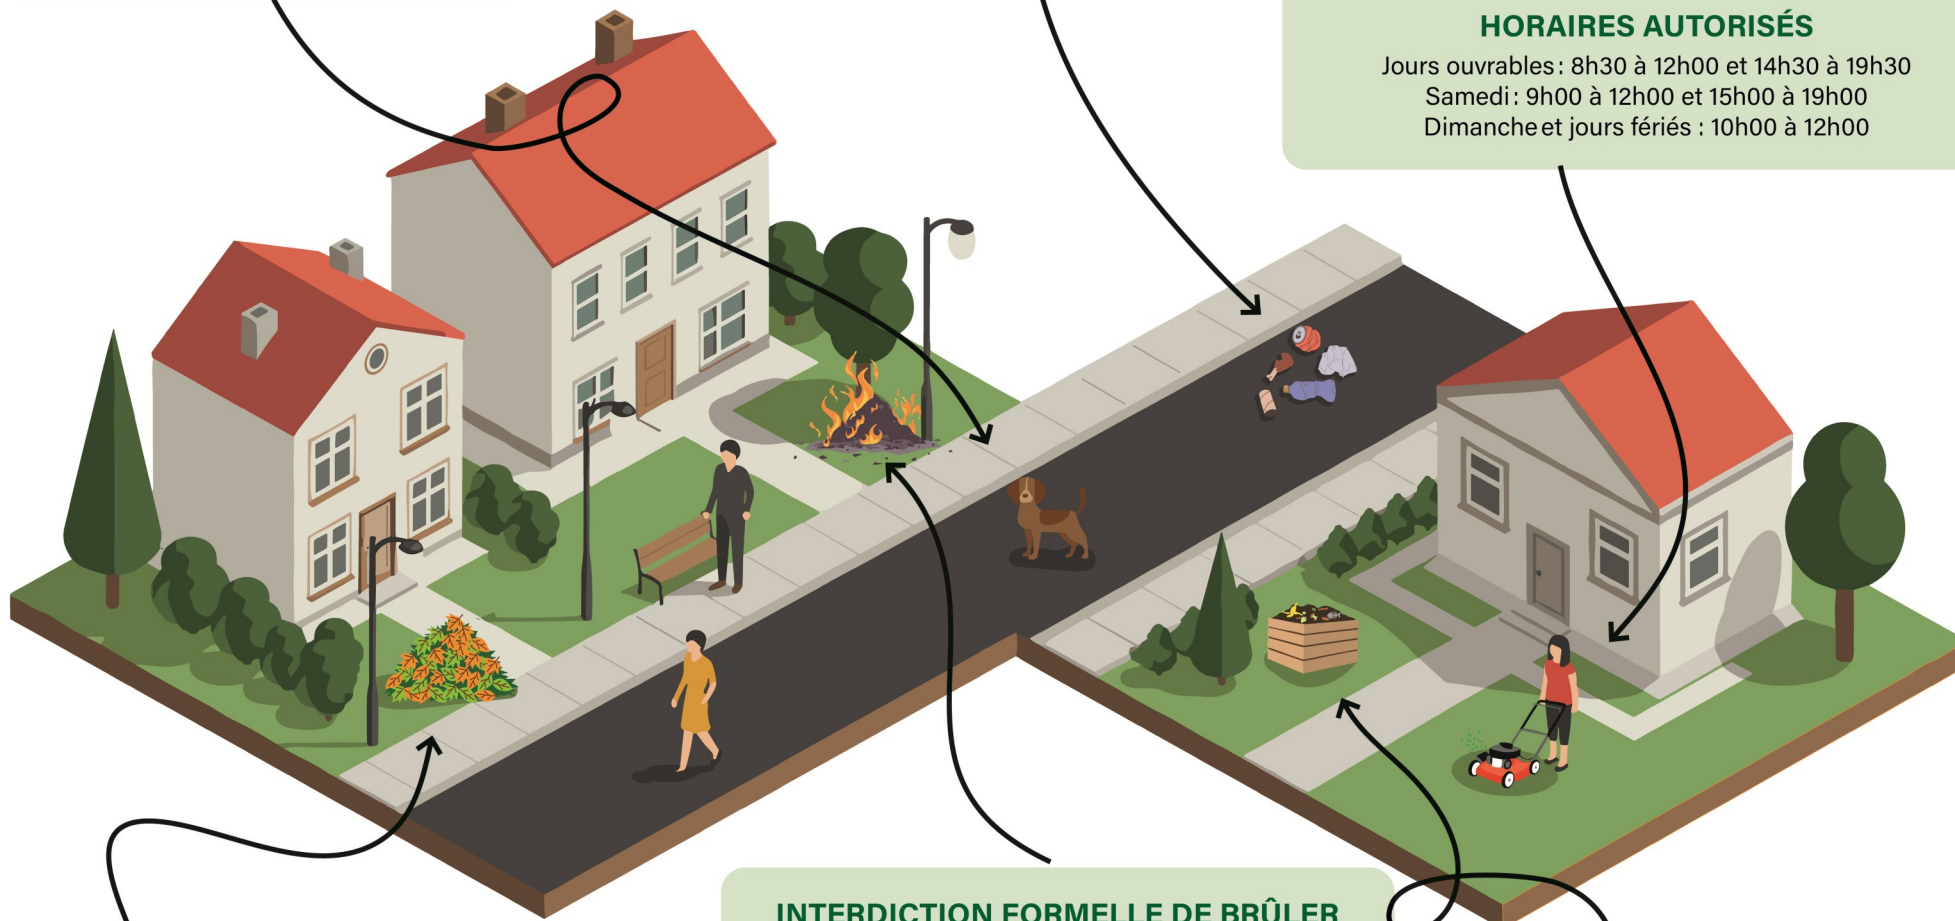 HORAIRES AUTORISÉS
Jours ouvrables : 8h30 à 12h00 et 14h30 à 19h30
Samedi : 9h00 à 12h00 et 15h00 à 19h00
Dimanche et jours fériés : 10h00 à 12h00
INTERDICTION FORMELLE DE BRÛLER